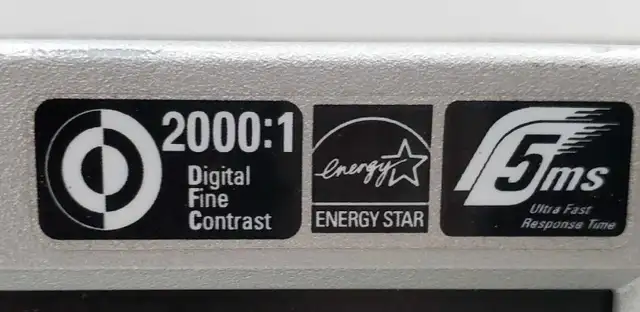 2000:1
Digital
Fine
Contrast
energy
ENERGY STAR
5ms
Ultra Fast
Response Time